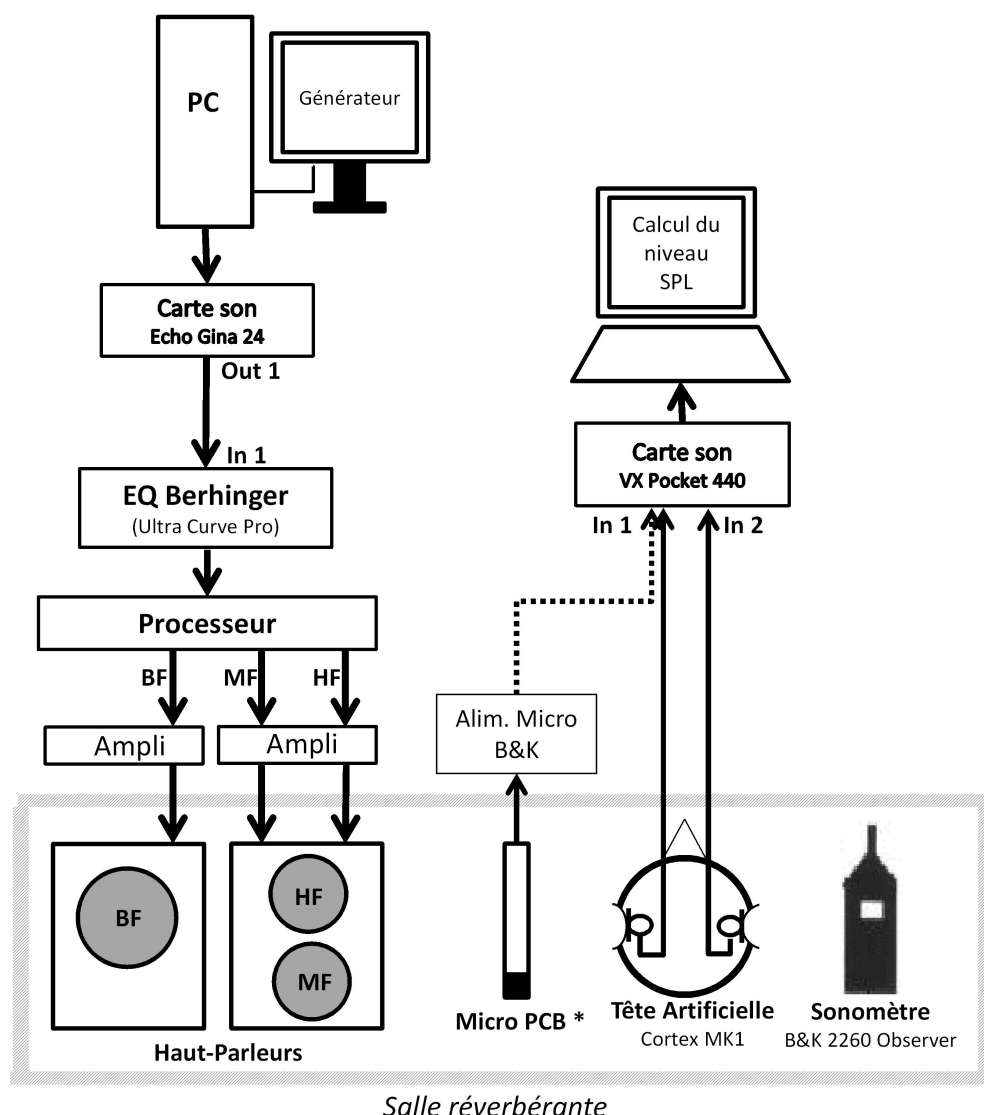 PC
Générateur
Carte son
Echo Gina 24
Out 1
In 1
EQ Berhinger
(Ultra Curve Pro)
Processeur
BF
MF
HF
Ampli
Ampli
BF
HF
MF
Haut-Parleurs
Calcul du
niveau
SPL
Carte son
VX Pocket 440
In 1
In 2
Alim. Micro
B&K
Micro PCB *
Tête Artificielle
Cortex MK1
Sonomètre
B&K 2260 Observer
Salle réverbérante